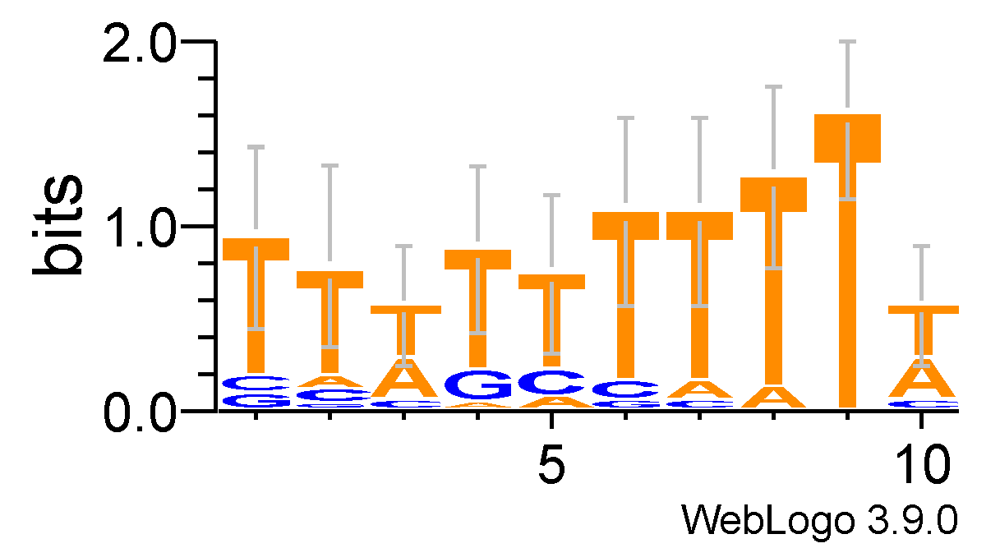 2.0
bits
1.0
0.0
T T T T T T T T T T
C A A G C C A A A
G C C A A G C C
G
5 10
WebLogo 3.9.0